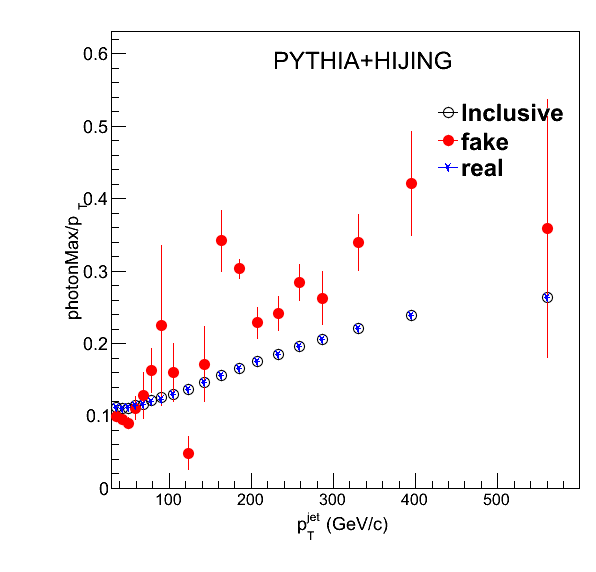 0.6
PYTHIA+HIJING
Inclusive
0.5
fake
real
0.4
photonMax/p_T
0.3
0.2
0.1
0
100 200 300 400 500
p_T^jet (GeV/c)